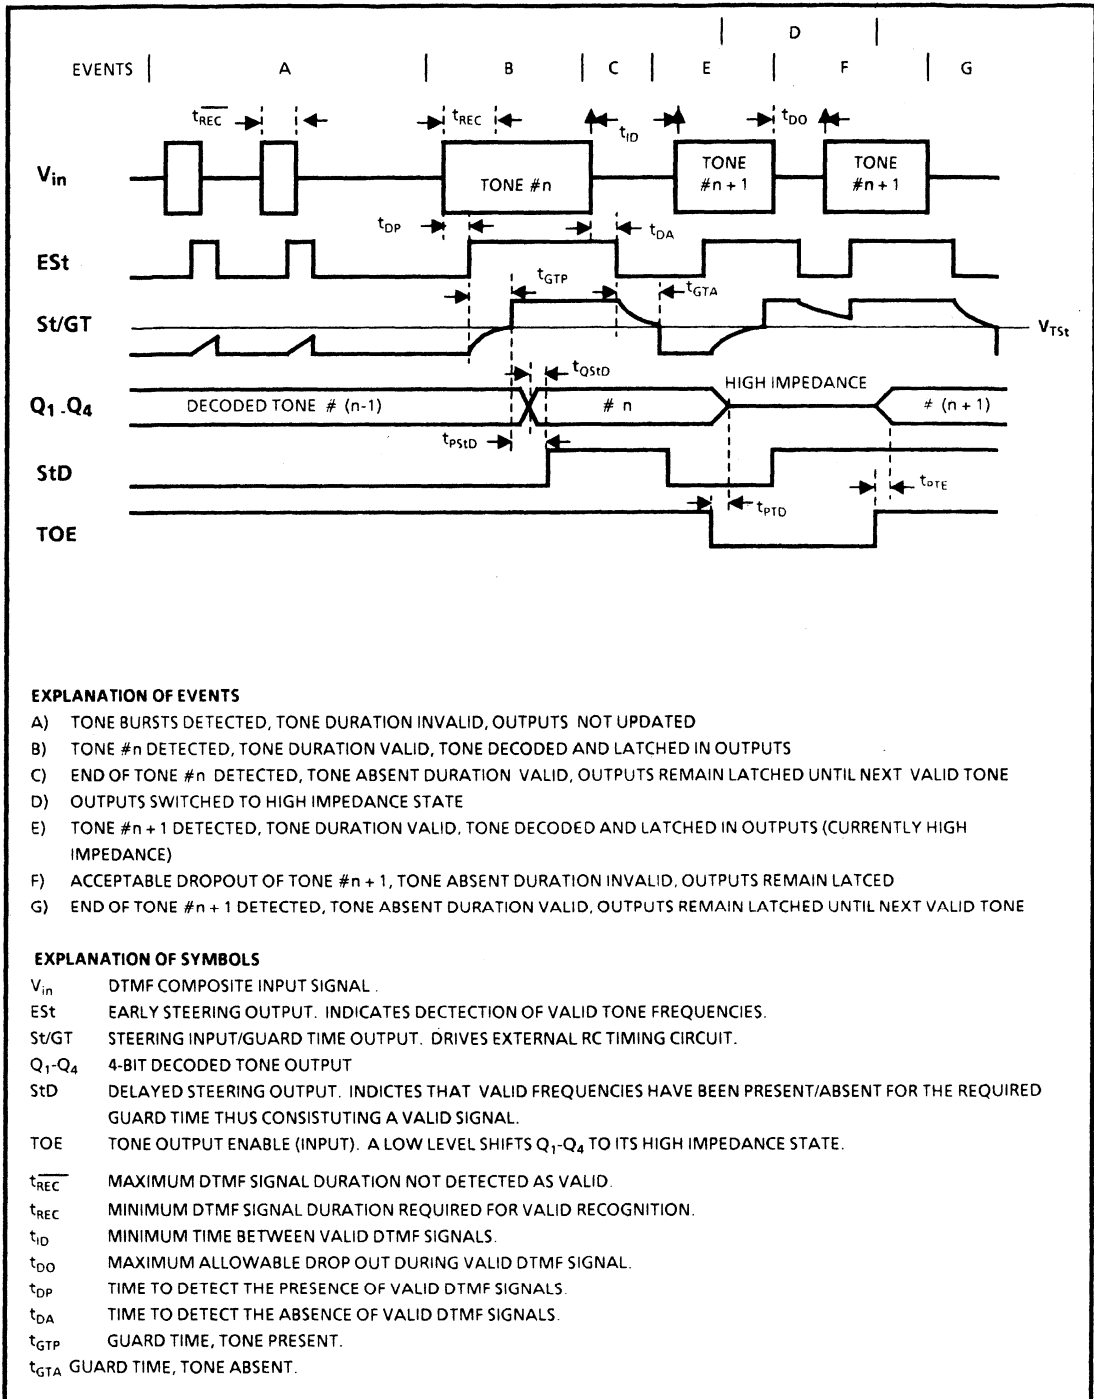 D
EVENTS A B C E F G
tREC tREC tID tDO
Vin
TONE #n
TONE #n + 1
TONE #n + 1
tDP tDA
ESt
tGTP tGTA
St/GT
VTSt
tQStD
HIGH IMPEDANCE
Q1 - Q4
DECODED TONE # (n-1)
# n
# (n + 1)
tPStD
StD
tPTE
tPTD
TOE
EXPLANATION OF EVENTS
A) TONE BURSTS DETECTED, TONE DURATION INVALID, OUTPUTS NOT UPDATED
B) TONE #n DETECTED, TONE DURATION VALID, TONE DECODED AND LATCHED IN OUTPUTS
C) END OF TONE #n DETECTED, TONE ABSENT DURATION VALID, OUTPUTS REMAIN LATCHED UNTIL NEXT VALID TONE
D) OUTPUTS SWITCHED TO HIGH IMPEDANCE STATE
E) TONE #n + 1 DETECTED, TONE DURATION VALID, TONE DECODED AND LATCHED IN OUTPUTS (CURRENTLY HIGH
IMPEDANCE)
F) ACCEPTABLE DROPOUT OF TONE #n + 1, TONE ABSENT DURATION INVALID, OUTPUTS REMAIN LATCED
G) END OF TONE #n + 1 DETECTED, TONE ABSENT DURATION VALID, OUTPUTS REMAIN LATCHED UNTIL NEXT VALID TONE
EXPLANATION OF SYMBOLS
Vin DTMF COMPOSITE INPUT SIGNAL .
ESt EARLY STEERING OUTPUT. INDICATES DECTECTION OF VALID TONE FREQUENCIES.
St/GT STEERING INPUT/GUARD TIME OUTPUT. DRIVES EXTERNAL RC TIMING CIRCUIT.
Q1-Q4 4-BIT DECODED TONE OUTPUT
StD DELAYED STEERING OUTPUT. INDICTES THAT VALID FREQUENCIES HAVE BEEN PRESENT/ABSENT FOR THE REQUIRED
GUARD TIME THUS CONSISTUTING A VALID SIGNAL.
TOE TONE OUTPUT ENABLE (INPUT). A LOW LEVEL SHIFTS Q1-Q4 TO ITS HIGH IMPEDANCE STATE.
tREC MAXIMUM DTMF SIGNAL DURATION NOT DETECTED AS VALID.
tREC MINIMUM DTMF SIGNAL DURATION REQUIRED FOR VALID RECOGNITION.
tID MINIMUM TIME BETWEEN VALID DTMF SIGNALS.
tDO MAXIMUM ALLOWABLE DROP OUT DURING VALID DTMF SIGNAL.
tDP TIME TO DETECT THE PRESENCE OF VALID DTMF SIGNALS.
tDA TIME TO DETECT THE ABSENCE OF VALID DTMF SIGNALS.
tGTP GUARD TIME, TONE PRESENT.
tGTA GUARD TIME, TONE ABSENT.